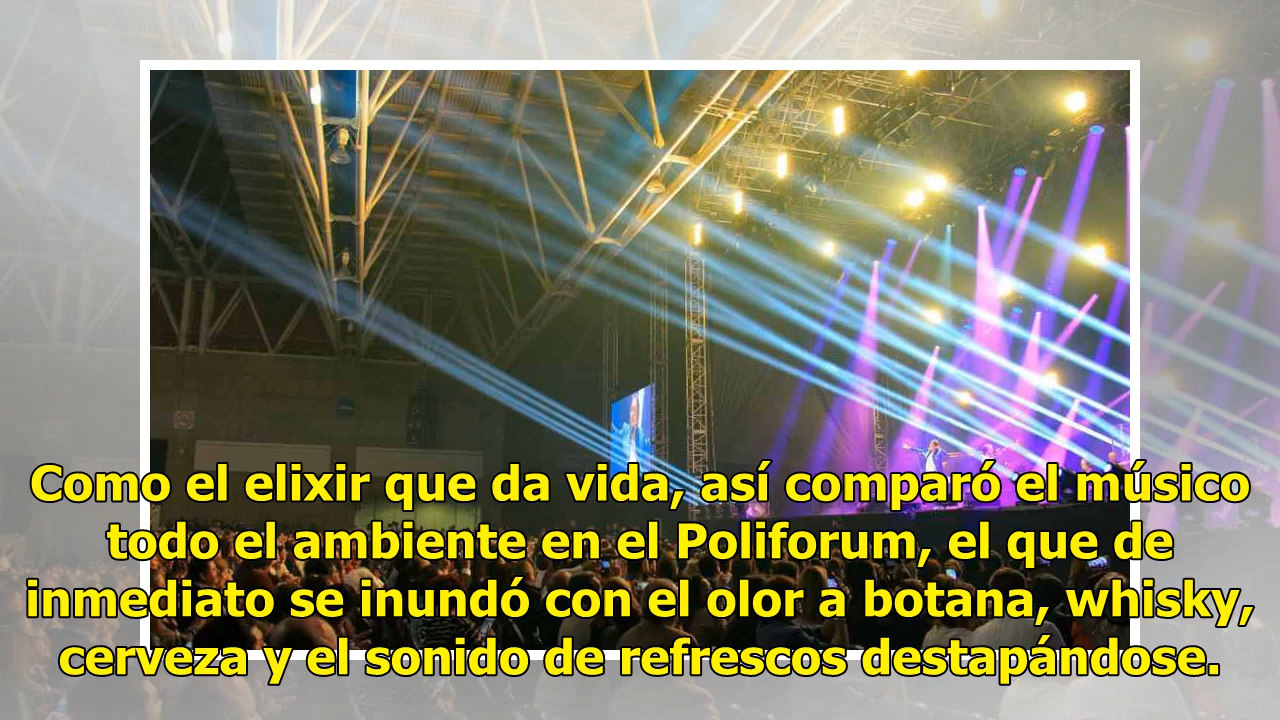 Como el elixir que da vida, así comparó el músico
todo el ambiente en el Poliforum, el que de
inmediato se inundó con el olor a botana, whisky,
cerveza y el sonido de refrescos destapándose.